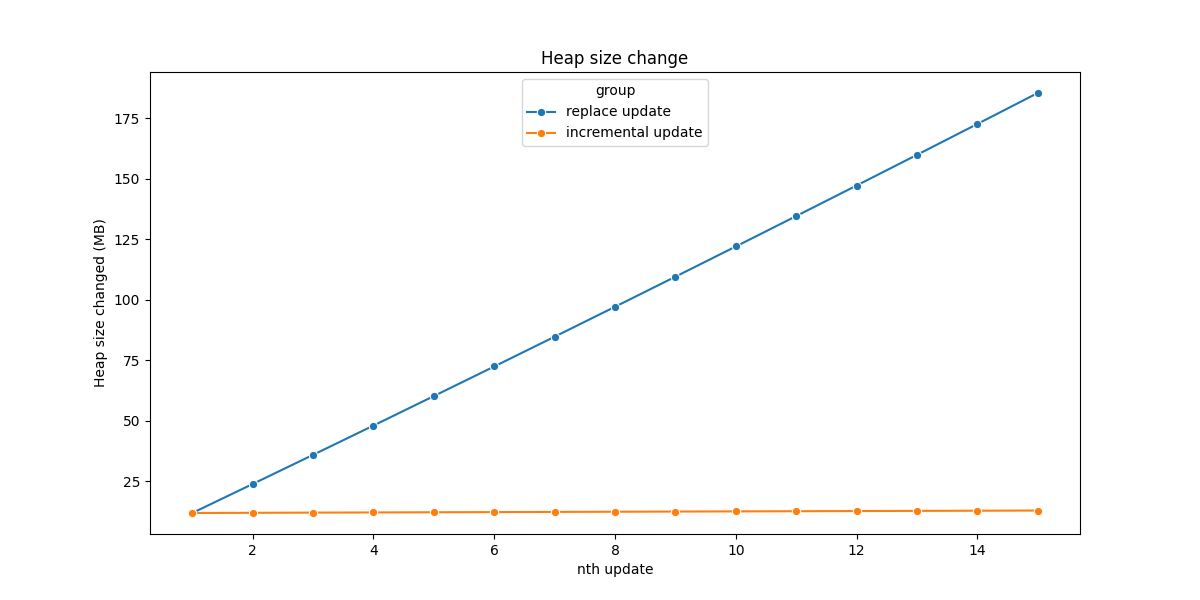 Heap size change
group
replace update
incremental update
Heap size changed (MB)
175
150
125
100
75
50
25
2 4 6 8 10 12 14
nth update